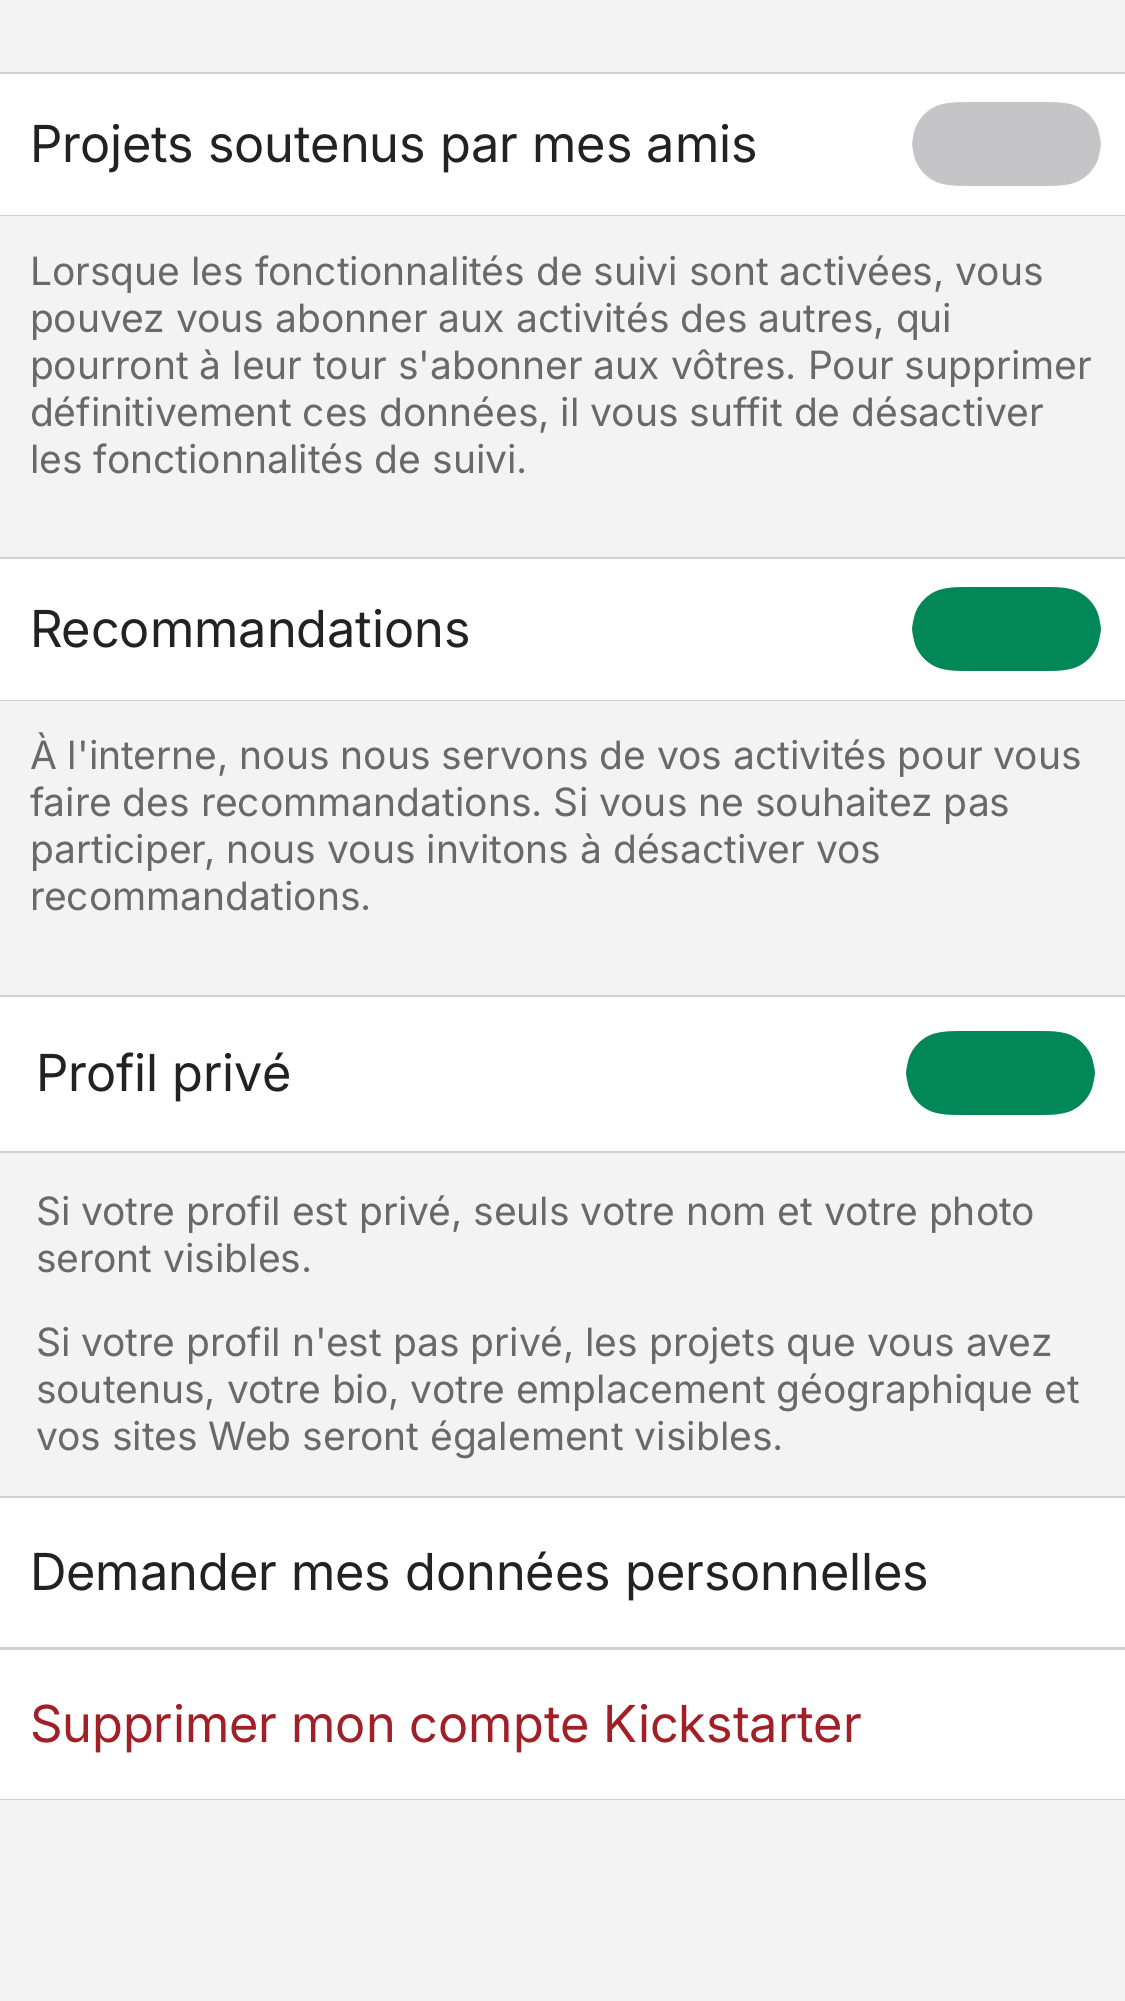 Projets soutenus par mes amis
Lorsque les fonctionnalités de suivi sont activées, vous
pouvez vous abonner aux activités des autres, qui
pourront à leur tour s'abonner aux vôtres. Pour supprimer
définitivement ces données, il vous suffit de désactiver
les fonctionnalités de suivi.
Recommandations
À l'interne, nous nous servons de vos activités pour vous
faire des recommandations. Si vous ne souhaitez pas
participer, nous vous invitons à désactiver vos
recommandations.
Profil privé
Si votre profil est privé, seuls votre nom et votre photo
seront visibles.
Si votre profil n'est pas privé, les projets que vous avez
soutenus, votre bio, votre emplacement géographique et
vos sites Web seront également visibles.
Demander mes données personnelles
Supprimer mon compte Kickstarter